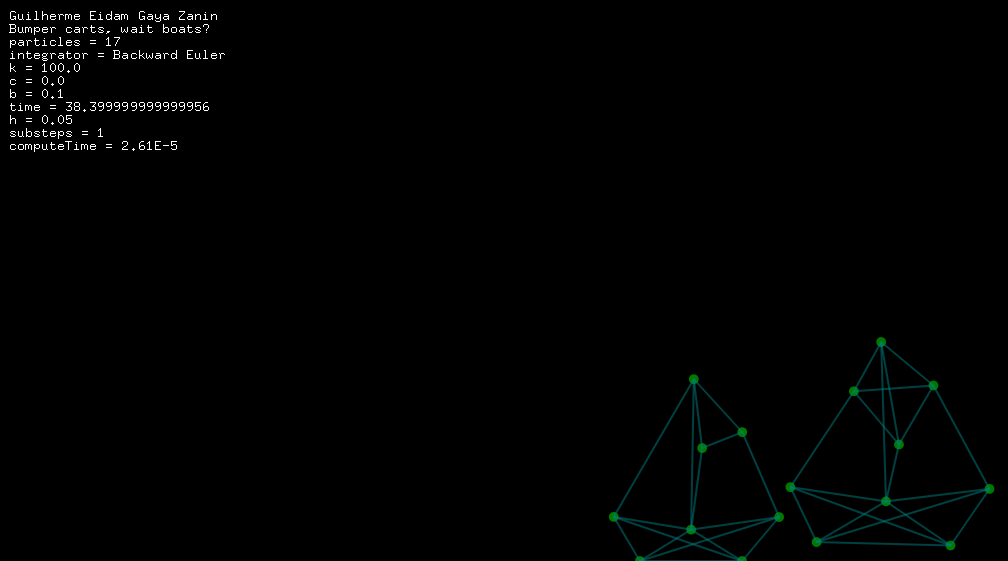 Guilherme Eidam Gaya Zanin
Bumper carts, wait boats?
particles = 17
integrator = Backward Euler
k = 100.0
c = 0.0
b = 0.1
time = 38.399999999999956
h = 0.05
substeps = 1
computeTime = 2.61E-5